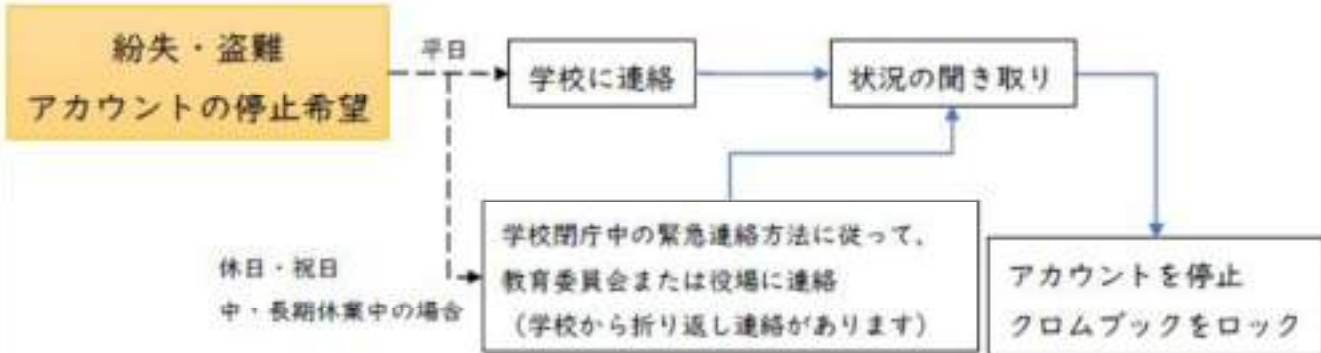 紛失・盗難
アカウントの停止希望
平日
学校に連絡
状況の聞き取り
休日・祝日
中・長期休業中の場合
学校閉庁中の緊急連絡方法に従って、
教育委員会または役場に連絡
（学校から折り返し連絡があります）
アカウントを停止
クロムブックをロック